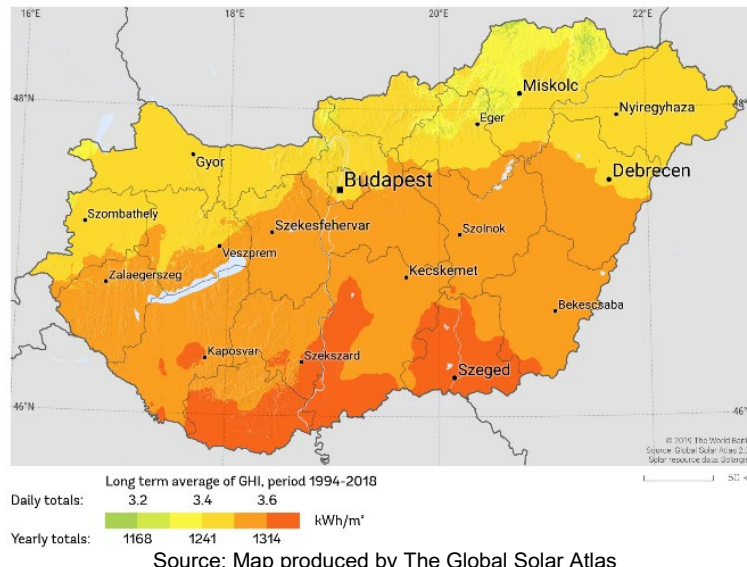 16°E 18°E 20°E 22°E
48°N 48°N
Miskolc
Nyiregyhaza
Eger
Gyor
Budapest
Debrecen
Szombathely
Szekesfehervar
Szolnok
Veszprem
Zalaegerszeg
Kecskemet
Bekescsaba
Kaposvar
Szekszard
Szeged
46°N 46°
© 2019 The World Bank
Source: Global Solar Atlas 2.
Solar resource data: Solargis
50
Long term average of GHI, period 1994-2018
Daily totals: 3.2 3.4 3.6
kWh/m²
Yearly totals: 1168 1241 1314
Source: Map produced by The Global Solar Atlas